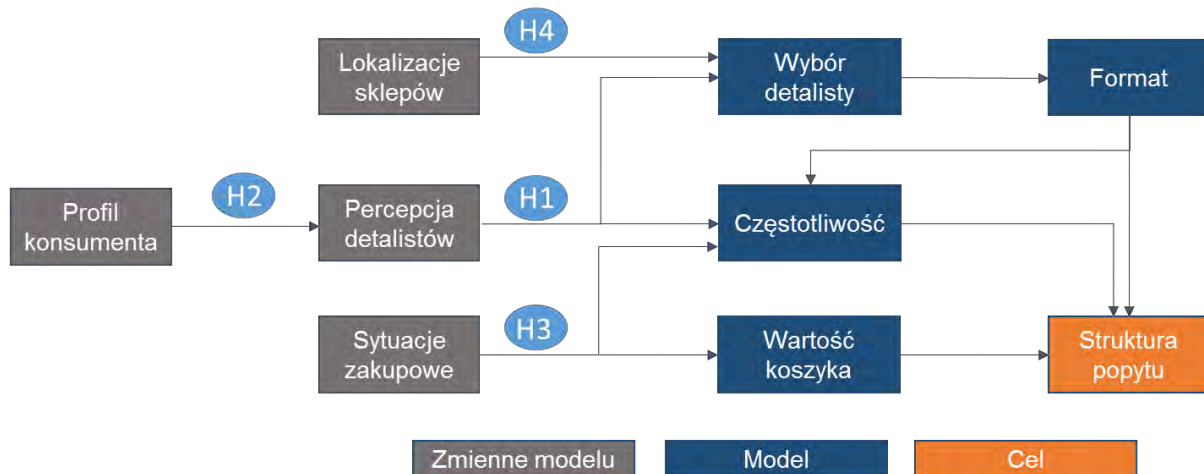 H4
Lokalizacje
sklepów
Wybór
detalisty
Format
H2
H1
Profil
konsumenta
Percepcja
detalistów
Częstotliwość
H3
Sytuacje
zakupowe
Wartość
koszyka
Struktura
popytu
Zmienne modelu
Model
Cel